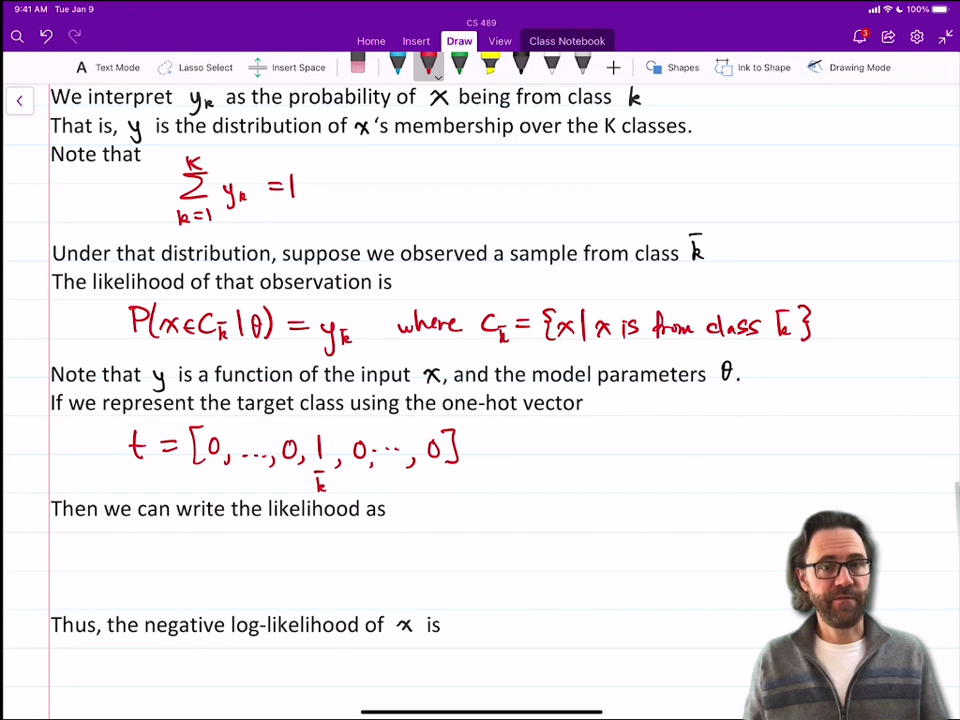 9:41 AM Tue Jan 9
100%
CS 489
Home Insert Draw View Class Notebook
3
A Text Mode Lasso Select Insert Space Shapes Ink to Shape Drawing Mode
We interpret yₖ as the probability of x being from class k
That is, y is the distribution of x's membership over the K classes.
Note that
∑ₖ₌₁ᴷ yₖ = 1
Under that distribution, suppose we observed a sample from class k̄
The likelihood of that observation is
P(x ∈ C_k̄ | θ) = y_k̄ where C_k̄ = {x | x is from class k̄}
Note that y is a function of the input x, and the model parameters θ.
If we represent the target class using the one-hot vector
t = [0, ..., 0, 1, 0, ..., 0]
k̄
Then we can write the likelihood as
Thus, the negative log-likelihood of x is